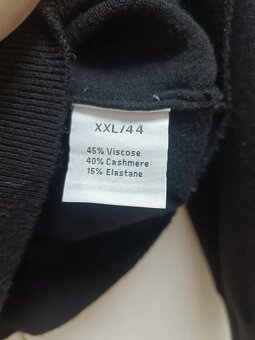 XXL/44
45% Viscose
40% Cashmere
15% Elastane